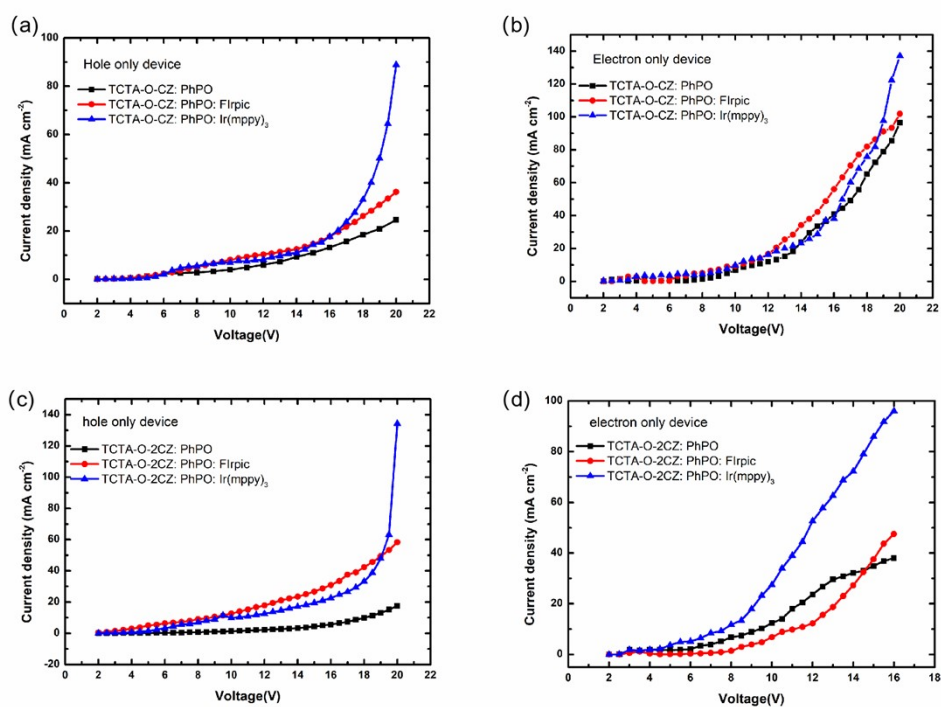 (a)
Hole only device
TCTA-O-CZ: PhPO
TCTA-O-CZ: PhPO: FIrpic
TCTA-O-CZ: PhPO: Ir(mppy)₃
Current density (mA cm⁻²)
100
80
60
40
20
0
0 2 4 6 8 10 12 14 16 18 20 22
Voltage(V)
(b)
Electron only device
TCTA-O-CZ: PhPO
TCTA-O-CZ: PhPO: FIrpic
TCTA-O-CZ: PhPO: Ir(mppy)₃
Current density (mA cm⁻²)
140
120
100
80
60
40
20
0
0 2 4 6 8 10 12 14 16 18 20 22
Voltage(V)
(c)
hole only device
TCTA-O-2CZ: PhPO
TCTA-O-2CZ: PhPO: FIrpic
TCTA-O-2CZ: PhPO: Ir(mppy)₃
Current density (mA cm⁻²)
140
120
100
80
60
40
20
0
-20
0 2 4 6 8 10 12 14 16 18 20 22
Voltage(V)
(d)
electron only device
TCTA-O-2CZ: PhPO
TCTA-O-2CZ: PhPO: FIrpic
TCTA-O-2CZ: PhPO: Ir(mppy)₃
Current density (mA cm⁻²)
100
80
60
40
20
0
0 2 4 6 8 10 12 14 16 18
Voltage(V)